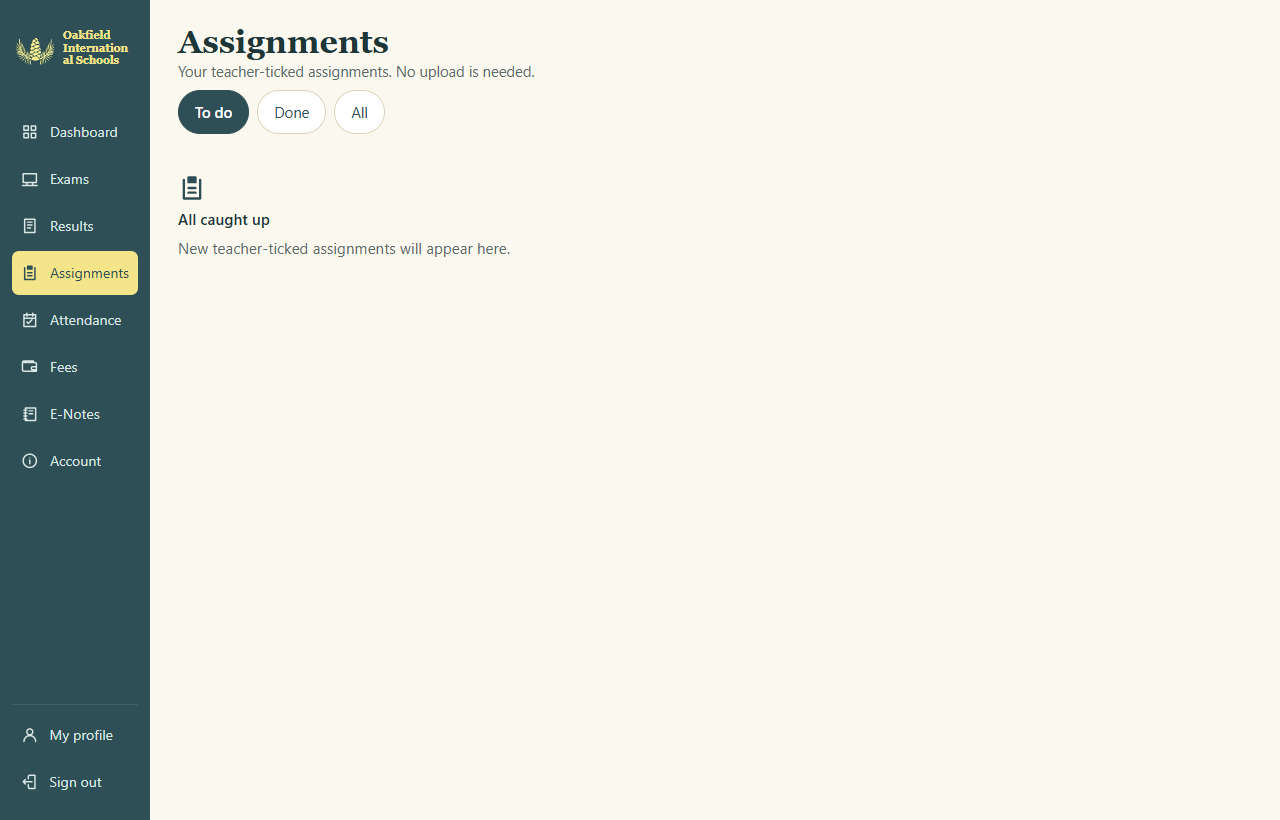 Oakfield
Internation
al Schools
Dashboard
Exams
Results
Assignments
Attendance
Fees
E-Notes
Account
My profile
Sign out
Assignments
Your teacher-ticked assignments. No upload is needed.
To do
Done
All
All caught up
New teacher-ticked assignments will appear here.